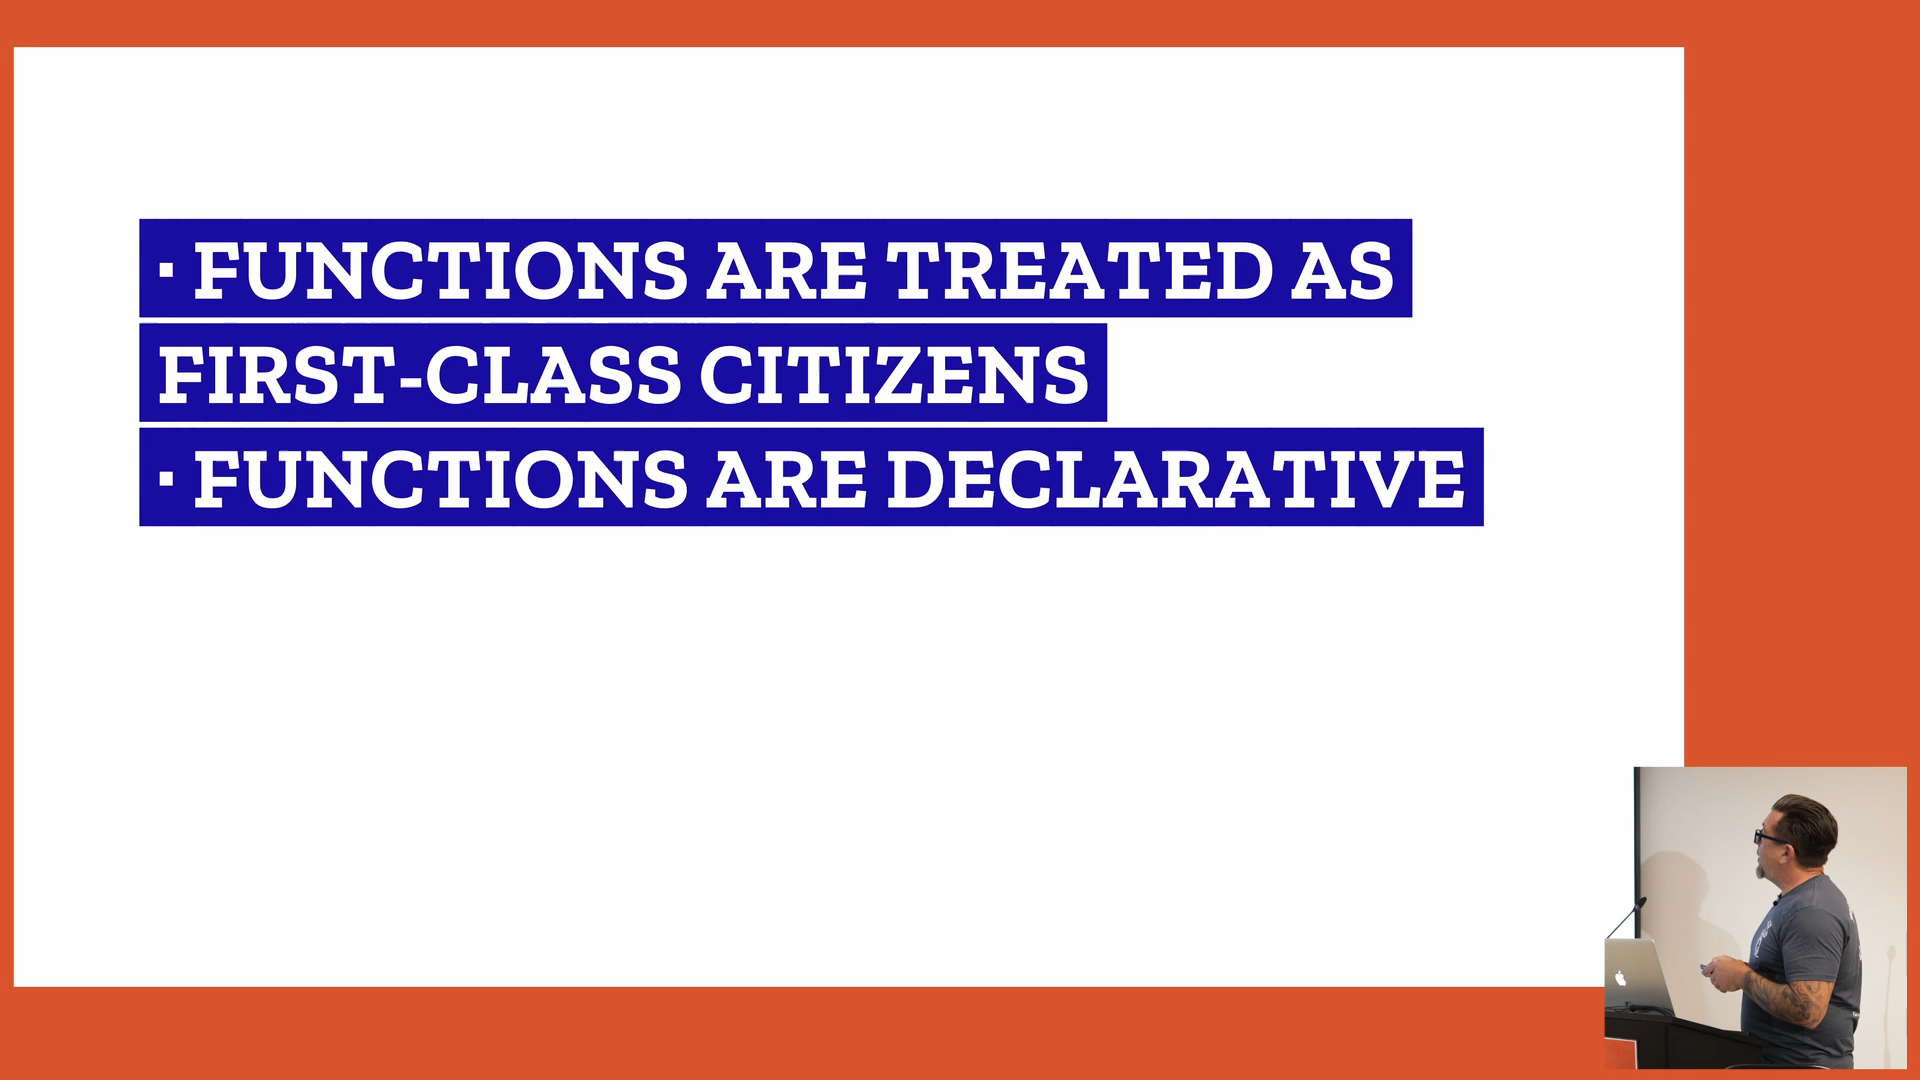 · FUNCTIONS ARE TREATED AS
FIRST-CLASS CITIZENS
· FUNCTIONS ARE DECLARATIVE